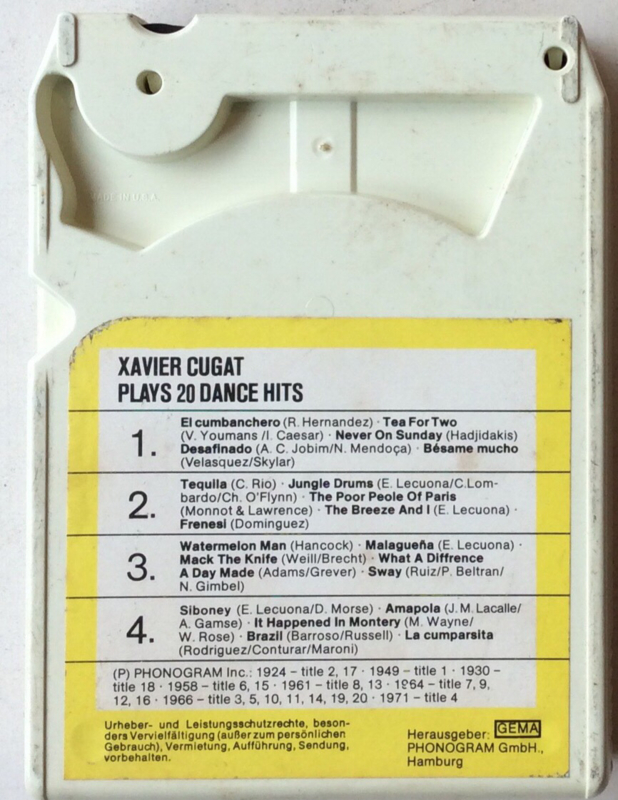 MADE IN U.S.A.
XAVIER CUGAT
PLAYS 20 DANCE HITS
1.
El cumbanchero (R. Hernandez) · Tea For Two
(V. Youmans /I. Caesar) · Never On Sunday (Hadjidakis)
Desafinado (A. C. Jobim/N. Mendoça) · Bésame mucho
(Velasquez/Skylar)
2.
Tequila (C. Rio) · Jungle Drums (E. Lecuona/C.Lom-
bardo/Ch. O'Flynn) · The Poor Peole Of Paris
(Monnot & Lawrence) · The Breeze And I (E. Lecuona) ·
Frenesi (Dominguez)
3.
Watermelon Man (Hancock) · Malagueña (E. Lecuona) ·
Mack The Knife (Weill/Brecht) · What A Diffrence
A Day Made (Adams/Grever) · Sway (Ruiz/P. Beltran/
N. Gimbel)
4.
Siboney (E. Lecuona/D. Morse) · Amapola (J. M. Lacalle/
A. Gamse) · It Happened In Montery (M. Wayne/
W. Rose) · Brazil (Barroso/Russell) · La cumparsita
(Rodriguez/Conturar/Maroni)
(P) PHONOGRAM Inc.: 1924 – title 2, 17 · 1949 – title 1 · 1930 –
title 18 · 1958 – title 6, 15 · 1961 – title 8, 13 · 1964 – title 7, 9,
12, 16 · 1966 – title 3, 5, 10, 11, 14, 19, 20 · 1971 – title 4
Urheber- und Leistungsschutzrechte, beson-
ders Vervielfältigung (außer zum persönlichen
Gebrauch), Vermietung, Aufführung, Sendung,
vorbehalten.
Herausgeber: GEMA
PHONOGRAM GmbH.,
Hamburg